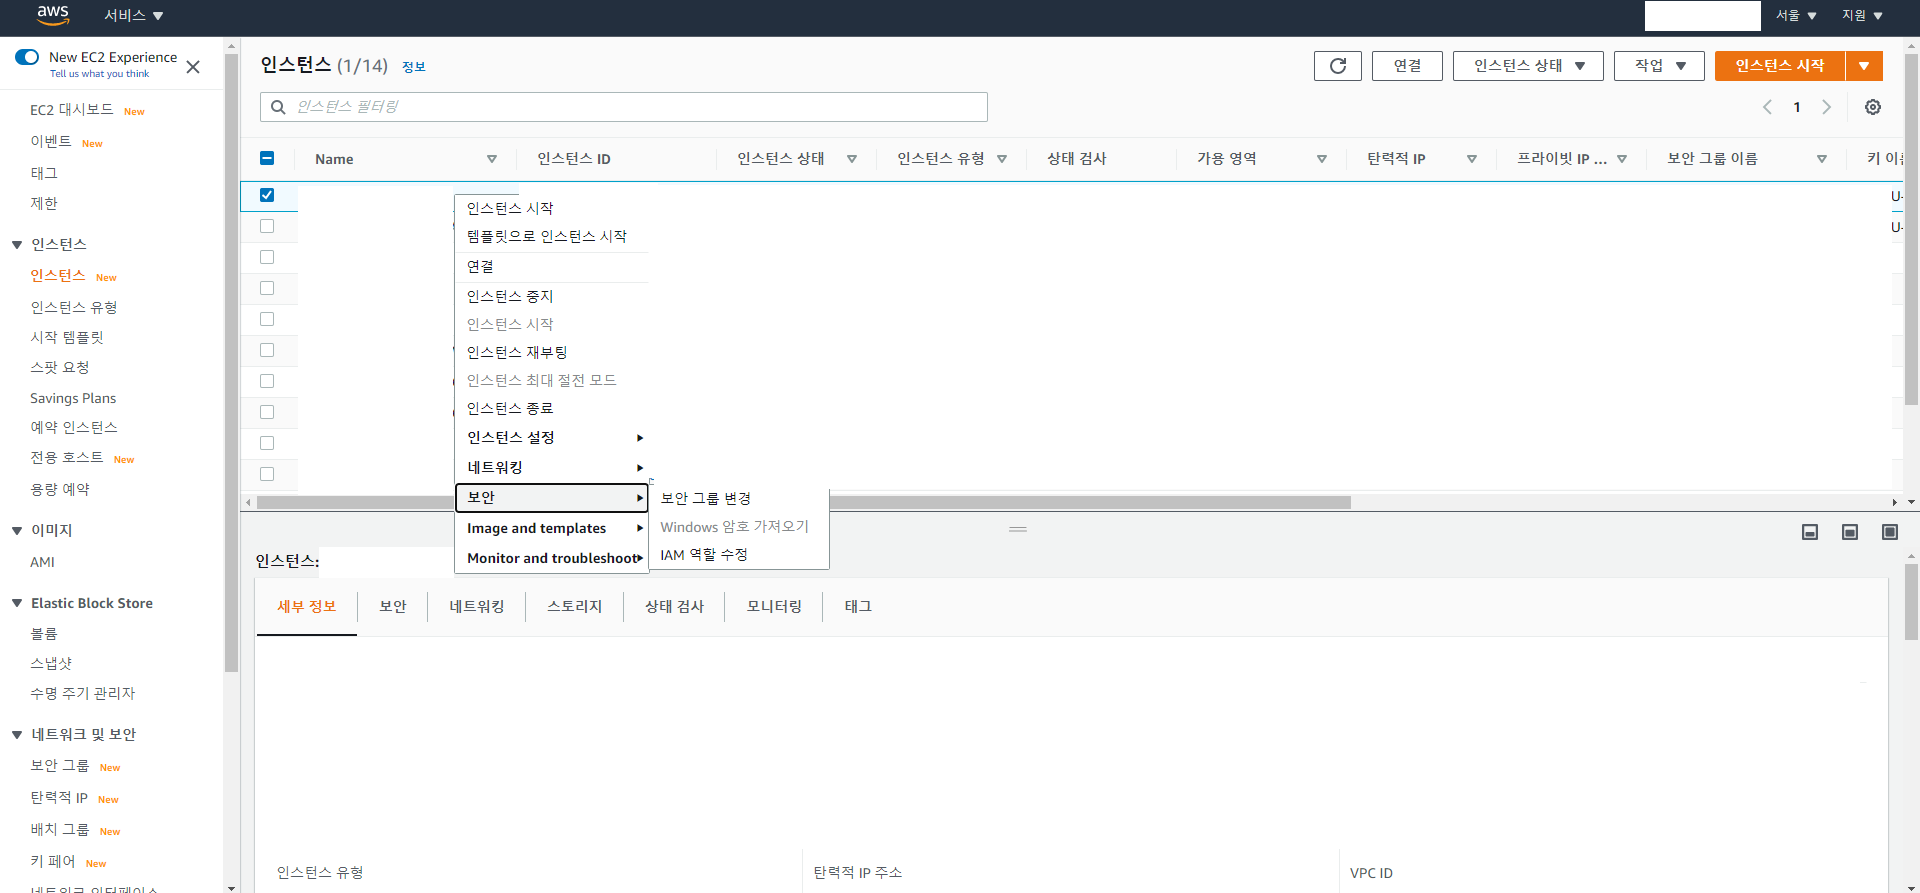 aws 서비스 서울 지원
New EC2 Experience
Tell us what you think
EC2 대시보드 New
이벤트 New
태그
제한
인스턴스
인스턴스 New
인스턴스 유형
시작 템플릿
스팟 요청
Savings Plans
예약 인스턴스
전용 호스트 New
용량 예약
이미지
AMI
Elastic Block Store
볼륨
스냅샷
수명 주기 관리자
네트워크 및 보안
보안 그룹 New
탄력적 IP New
배치 그룹 New
키 페어 New
네트워크 인터페이스
인스턴스 (1/14) 정보 연결 인스턴스 상태 작업 인스턴스 시작
인스턴스 필터링 1
Name 인스턴스 ID 인스턴스 상태 인스턴스 유형 상태 검사 가용 영역 탄력적 IP 프라이빗 IP ... 보안 그룹 이름 키 이름
인스턴스 시작
템플릿으로 인스턴스 시작
연결
인스턴스 중지
인스턴스 시작
인스턴스 재부팅
인스턴스 최대 절전 모드
인스턴스 종료
인스턴스 설정
네트워킹
보안
Image and templates
Monitor and troubleshoot
보안 그룹 변경
Windows 암호 가져오기
IAM 역할 수정
인스턴스:
세부 정보 보안 네트워킹 스토리지 상태 검사 모니터링 태그
인스턴스 유형 탄력적 IP 주소 VPC ID